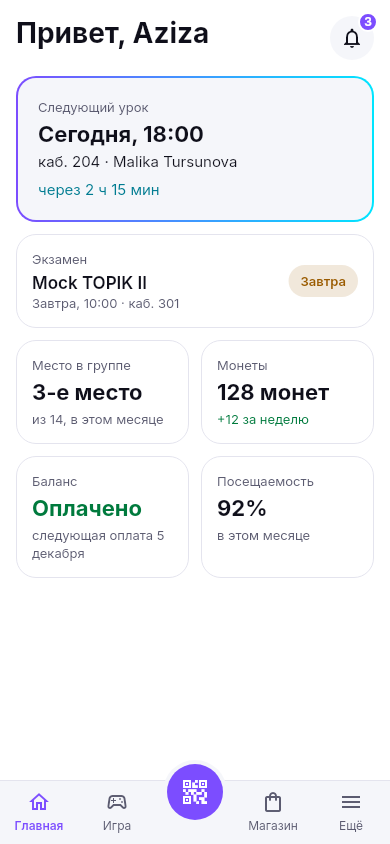 Привет, Aziza
3
Следующий урок
Сегодня, 18:00
каб. 204 · Malika Tursunova
через 2 ч 15 мин
Экзамен
Mock TOPIK II
Завтра, 10:00 · каб. 301
Завтра
Место в группе
3-е место
из 14, в этом месяце
Монеты
128 монет
+12 за неделю
Баланс
Оплачено
следующая оплата 5
декабря
Посещаемость
92%
в этом месяце
Главная
Игра
Магазин
Ещё